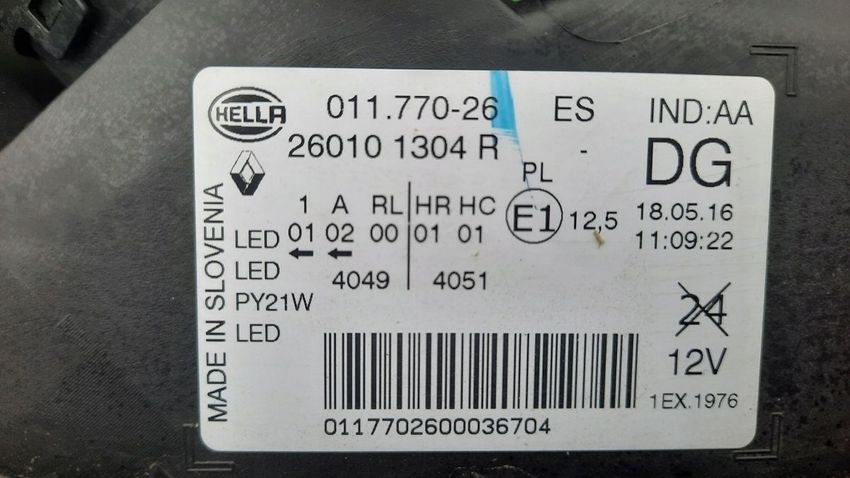 HELLA 011.770-26 ES IND:AA
260101304 R - DG
MADE IN SLOVENIA
PL
1 A RL HR HC E1 12,5 18.05.16
LED 01 02 00 01 01 11:09:22
LED 4049 4051
PY21W
LED
24
12V
1EX.1976
0117702600036704